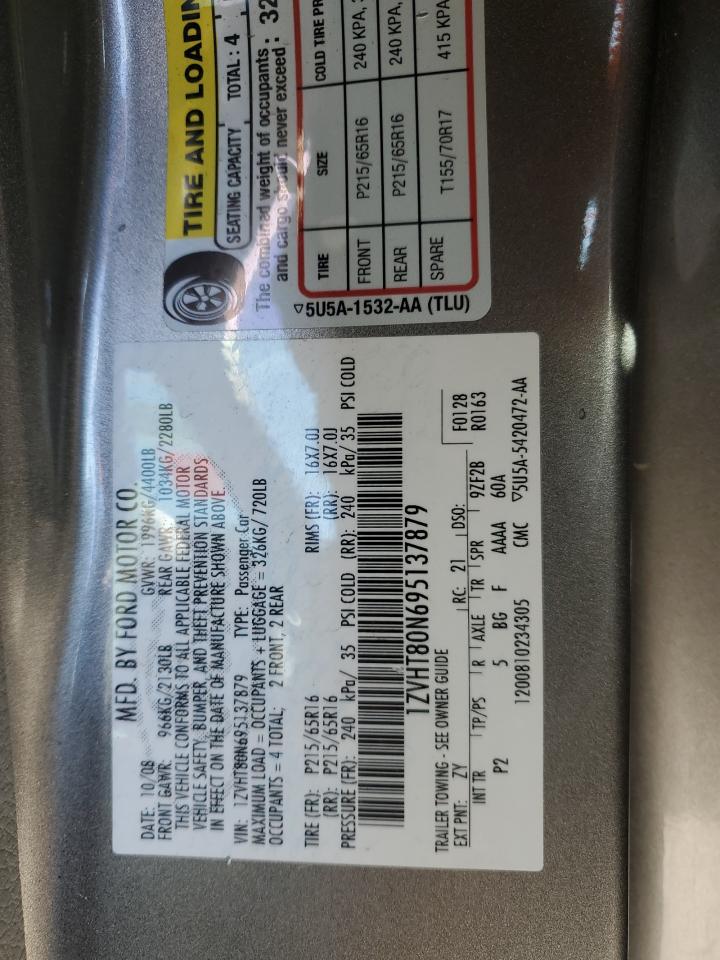 MFD. BY FORD MOTOR CO.
DATE: 10/08 GVWR: 1996KG/4400LB
FRONT GAWR: 966KG/2130LB REAR GAWR: 1034KG/2280LB
THIS VEHICLE CONFORMS TO ALL APPLICABLE FEDERAL MOTOR
VEHICLE SAFETY, BUMPER, AND THEFT PREVENTION STANDARDS
IN EFFECT ON THE DATE OF MANUFACTURE SHOWN ABOVE.
VIN: 1ZVHT80N695137879 TYPE: Passenger Car
MAXIMUM LOAD = OCCUPANTS + LUGGAGE = 326KG/ 720LB
OCCUPANTS = 4 TOTAL; 2 FRONT, 2 REAR
TIRE (FR): P215/65R16 RIMS (FR): 16X7.0J
(RR): P215/65R16 (RR): 16X7.0J
PRESSURE (FR): 240 kPa/ 35 PSI COLD (RR): 240 kPa/ 35 PSI COLD
1ZVHT80N695137879
TRAILER TOWING - SEE OWNER GUIDE F0128
EXT PNT: ZY RC: 21 DSO: R0163
INT TR TP/PS R AXLE TR SPR 9ZF2B
P2 5 BG F AAAA 60A
1200810234305 CMC ▽5U5A-5420472-AA
TIRE AND LOADIN
SEATING CAPACITY TOTAL: 4
The combined weight of occupants
and cargo should never exceed: 32
TIRE SIZE COLD TIRE PR
FRONT P215/65R16 240 KPA, 3
REAR P215/65R16 240 KPA,
SPARE T155/70R17 415 KPA
▽5U5A-1532-AA (TLU)